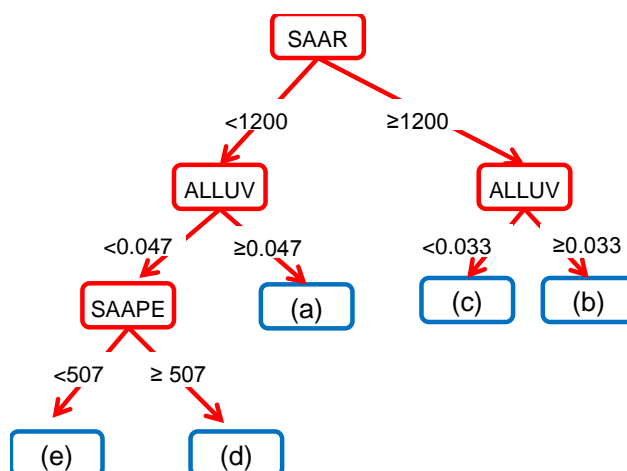 SAAR
<1200
≥1200
ALLUV
ALLUV
<0.047
≥0.047
<0.033
≥0.033
SAAPE
(a)
(c)
(b)
<507
≥ 507
(e)
(d)